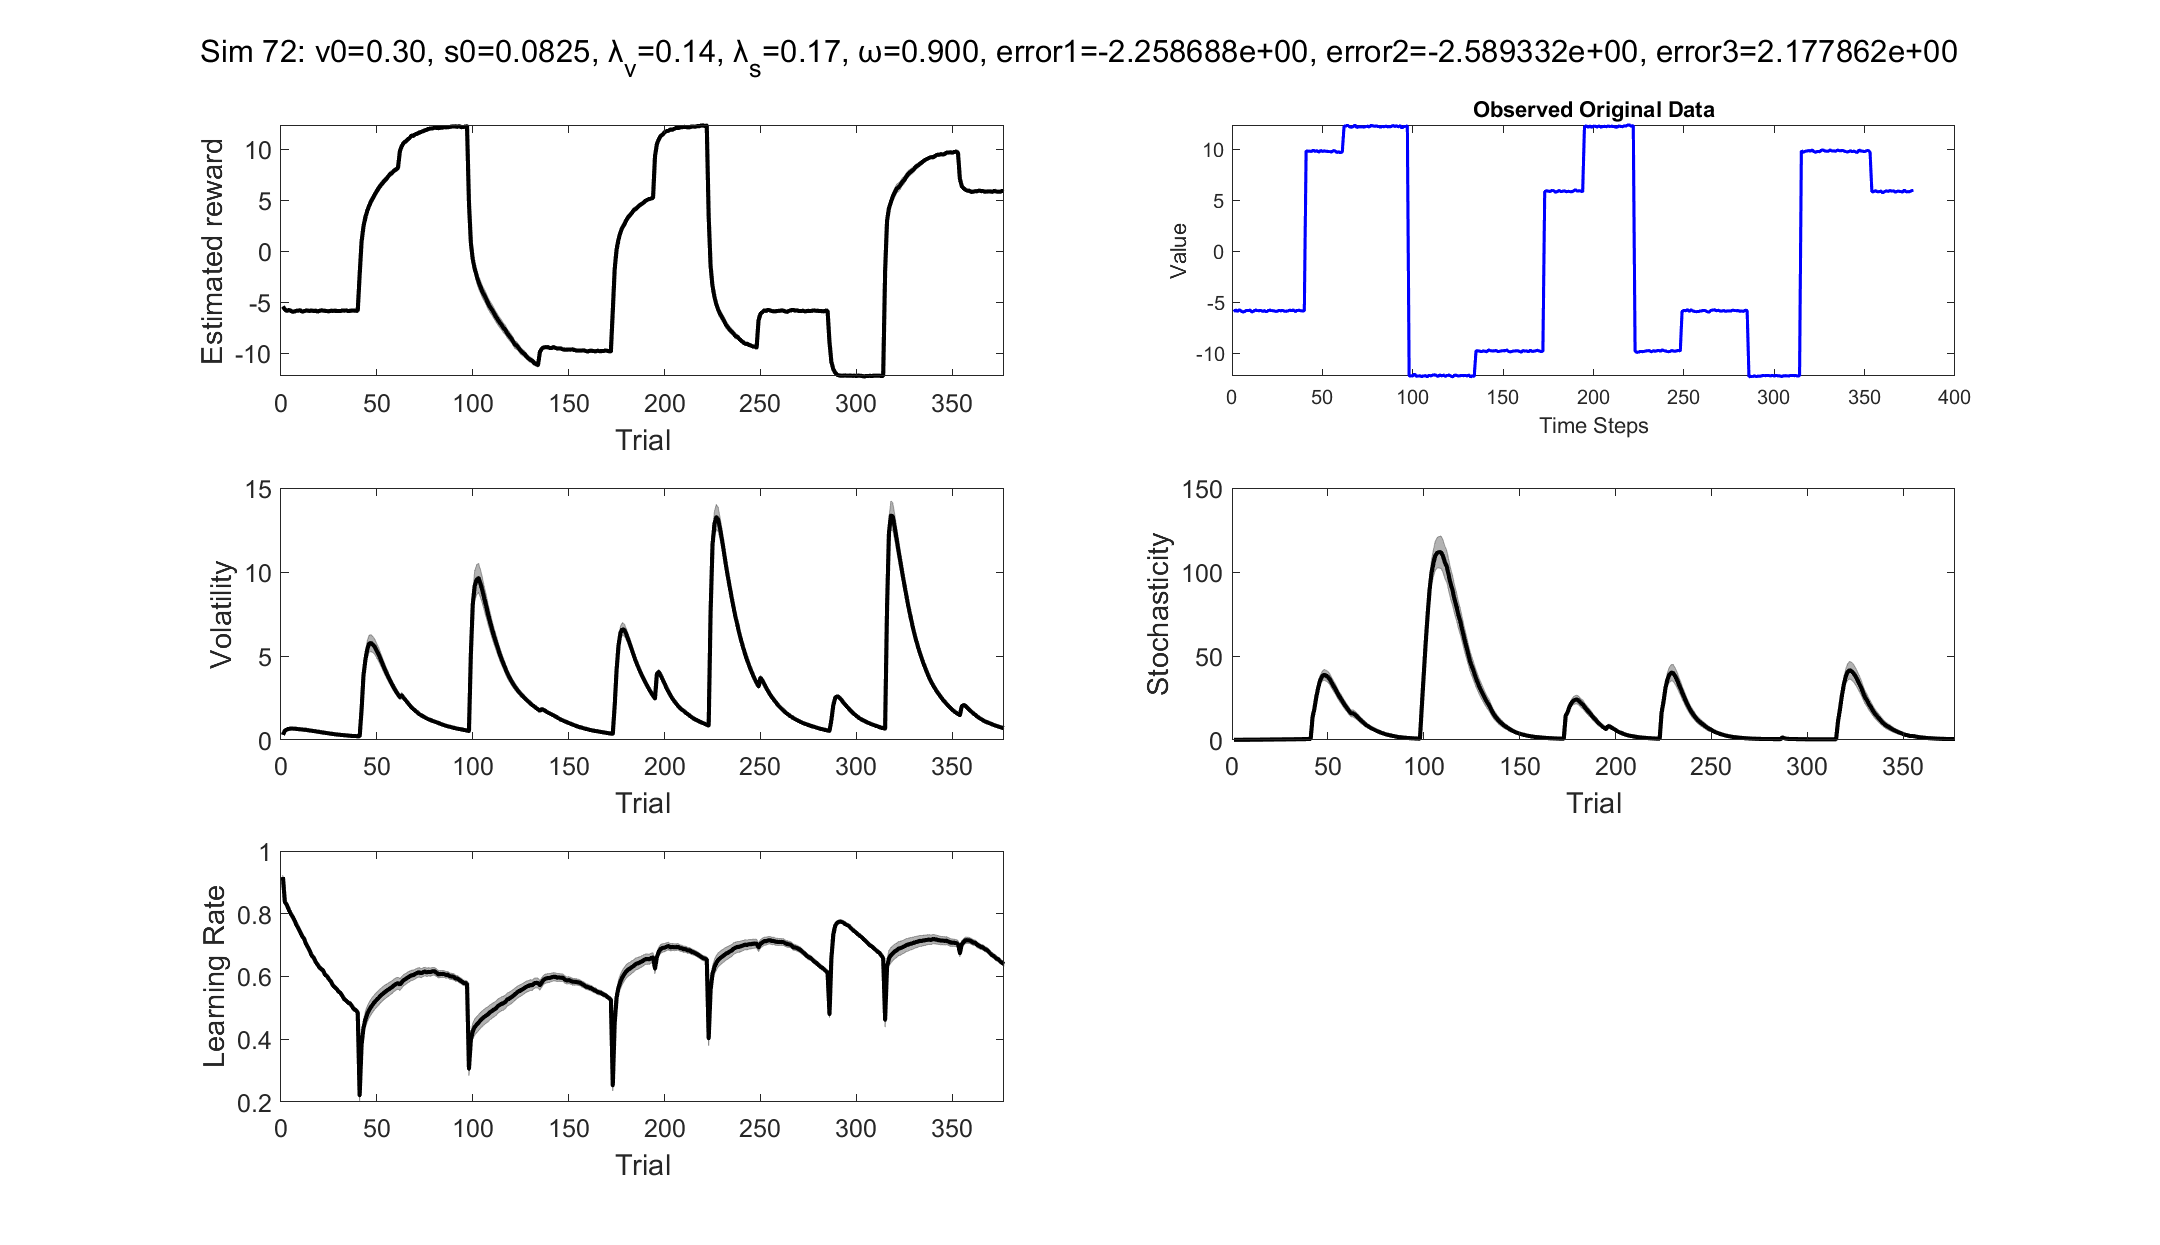 Sim 72: v0=0.30, s0=0.0825, λv=0.14, λs=0.17, ω=0.900, error1=-2.258688e+00, error2=-2.589332e+00, error3=2.177862e+00
Estimated reward
10
5
0
-5
-10
0 50 100 150 200 250 300 350
Trial
Observed Original Data
Value
10
5
0
-5
-10
0 50 100 150 200 250 300 350 400
Time Steps
Volatility
15
10
5
0
0 50 100 150 200 250 300 350
Trial
Stochasticity
150
100
50
0
0 50 100 150 200 250 300 350
Trial
Learning Rate
1
0.8
0.6
0.4
0.2
0 50 100 150 200 250 300 350
Trial